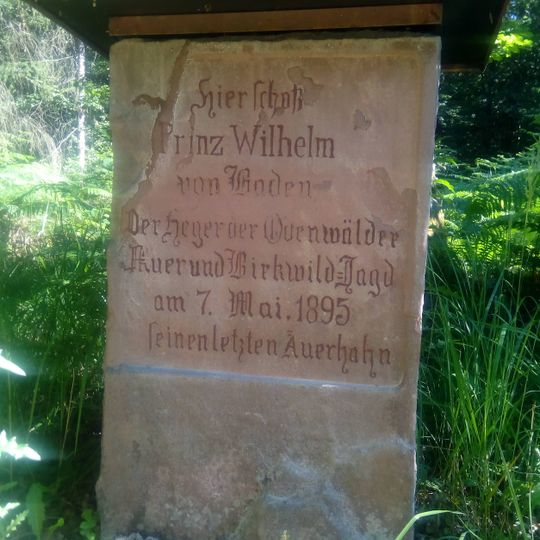 Hier schoß
Prinz Wilhelm
von Baden
Der Heger der Odenwälder
Auer und Birkwild=Jagd
am 7. Mai. 1895
seinen letzten Auerhahn